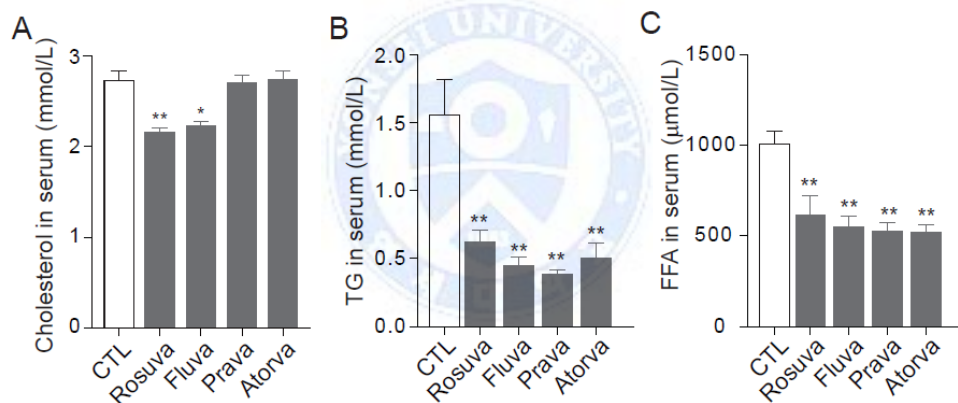 A
Cholesterol in serum (mmol/L)
3
2
1
0
**
*
CTL
Rosuva
Fluva
Prava
Atorva
B
TG in serum (mmol/L)
2.0
1.5
1.0
0.5
0.0
**
**
**
**
CTL
Rosuva
Fluva
Prava
Atorva
C
FFA in serum (μmol/L)
1500
1000
500
0
**
**
**
**
CTL
Rosuva
Fluva
Prava
Atorva
YONSEI UNIVERSITY